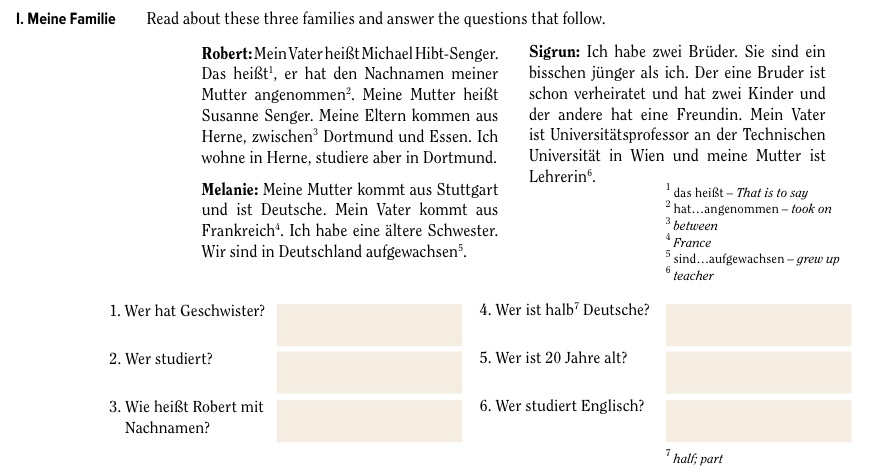 I. Meine Familie Read about these three families and answer the questions that follow.
Robert: Mein Vater heißt Michael Hibt-Senger.
Das heißt¹, er hat den Nachnamen meiner
Mutter angenommen². Meine Mutter heißt
Susanne Senger. Meine Eltern kommen aus
Herne, zwischen³ Dortmund und Essen. Ich
wohne in Herne, studiere aber in Dortmund.
Melanie: Meine Mutter kommt aus Stuttgart
und ist Deutsche. Mein Vater kommt aus
Frankreich⁴. Ich habe eine ältere Schwester.
Wir sind in Deutschland aufgewachsen⁵.
Sigrun: Ich habe zwei Brüder. Sie sind ein
bisschen jünger als ich. Der eine Bruder ist
schon verheiratet und hat zwei Kinder und
der andere hat eine Freundin. Mein Vater
ist Universitätsprofessor an der Technischen
Universität in Wien und meine Mutter ist
Lehrerin⁶.
¹ das heißt – That is to say
² hat…angenommen – took on
³ between
⁴ France
⁵ sind…aufgewachsen – grew up
⁶ teacher
1. Wer hat Geschwister?
2. Wer studiert?
3. Wie heißt Robert mit
Nachnamen?
4. Wer ist halb⁷ Deutsche?
5. Wer ist 20 Jahre alt?
6. Wer studiert Englisch?
⁷ half; part